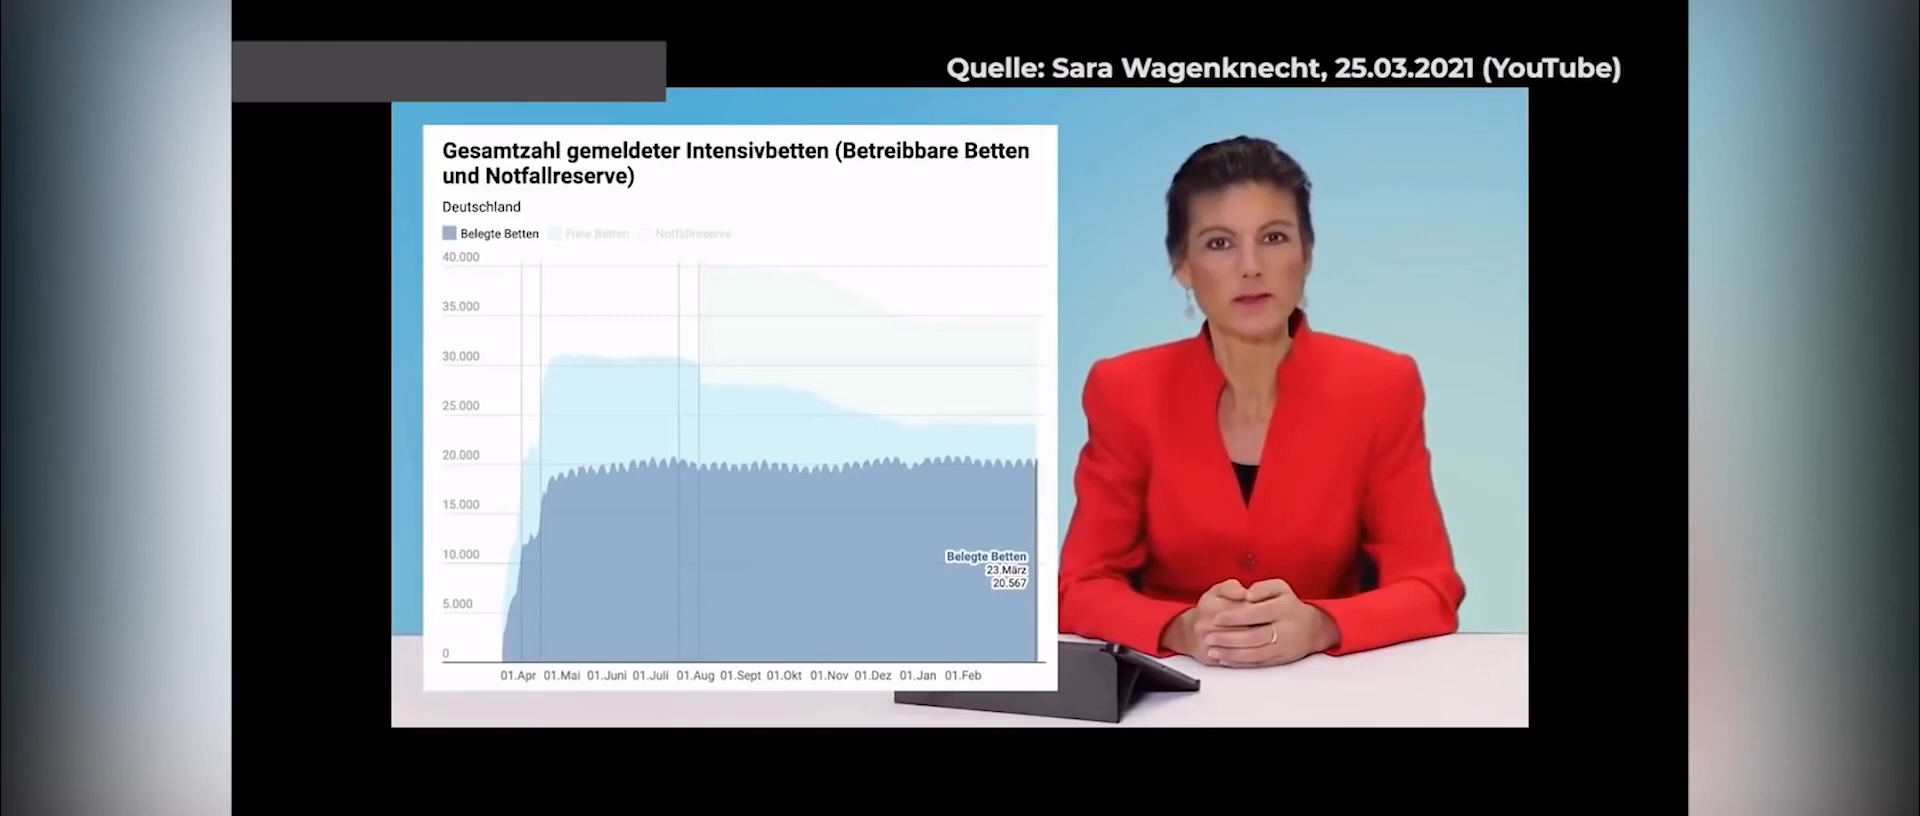 Quelle: Sara Wagenknecht, 25.03.2021 (YouTube)
Gesamtzahl gemeldeter Intensivbetten (Betreibbare Betten
und Notfallreserve)
Deutschland
Belegte Betten Freie Betten Notfallreserve
40.000
35.000
30.000
25.000
20.000
15.000
10.000
5.000
0
Belegte Betten
23.März
20.567
01.Apr 01.Mai 01.Juni 01.Juli 01.Aug 01.Sept 01.Okt 01.Nov 01.Dez 01.Jan 01.Feb